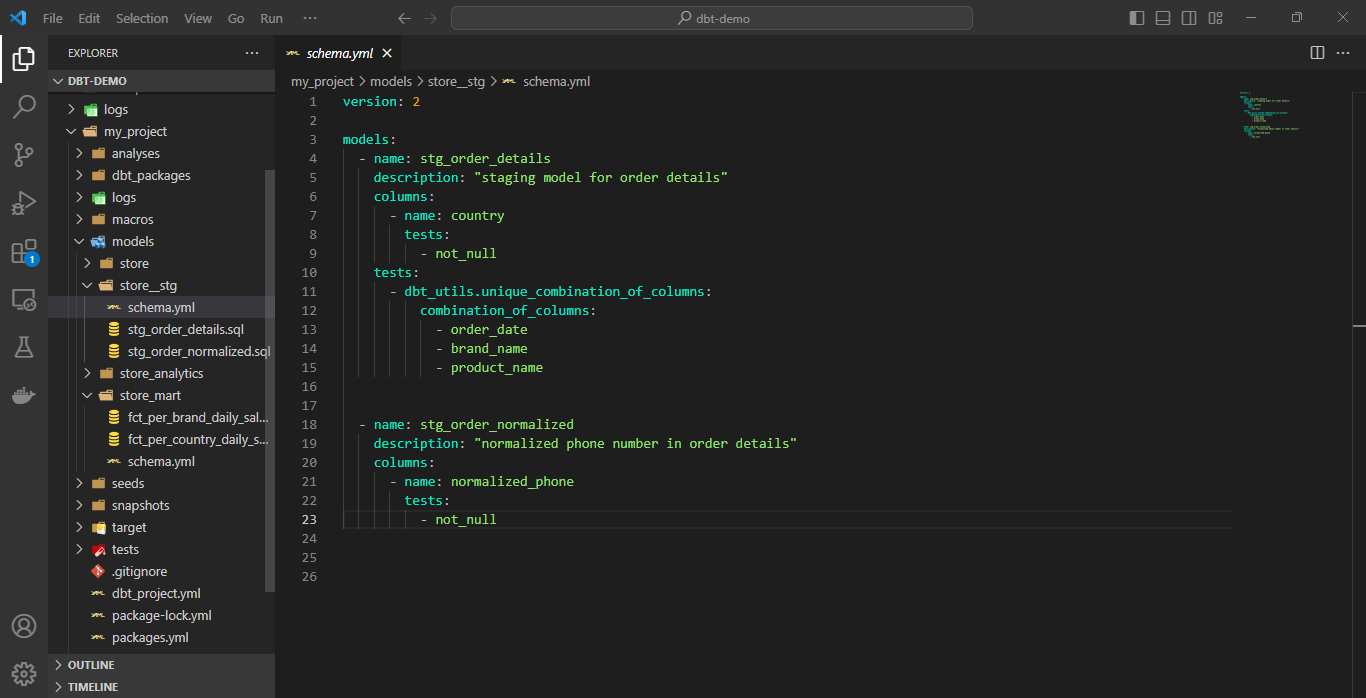 File Edit Selection View Go Run ··· dbt-demo
EXPLORER ···
DBT-DEMO
logs
my_project
analyses
dbt_packages
logs
macros
models
store
store__stg
schema.yml
stg_order_details.sql
stg_order_normalized.sql
store_analytics
store_mart
fct_per_brand_daily_sal...
fct_per_country_daily_s...
schema.yml
seeds
snapshots
target
tests
.gitignore
dbt_project.yml
package-lock.yml
packages.yml
OUTLINE
TIMELINE
1
schema.yml
my_project > models > store__stg > schema.yml
1 version: 2
2
3 models:
4 - name: stg_order_details
5 description: "staging model for order details"
6 columns:
7 - name: country
8 tests:
9 - not_null
10 tests:
11 - dbt_utils.unique_combination_of_columns:
12 combination_of_columns:
13 - order_date
14 - brand_name
15 - product_name
16
17
18 - name: stg_order_normalized
19 description: "normalized phone number in order details"
20 columns:
21 - name: normalized_phone
22 tests:
23 - not_null
24
25
26